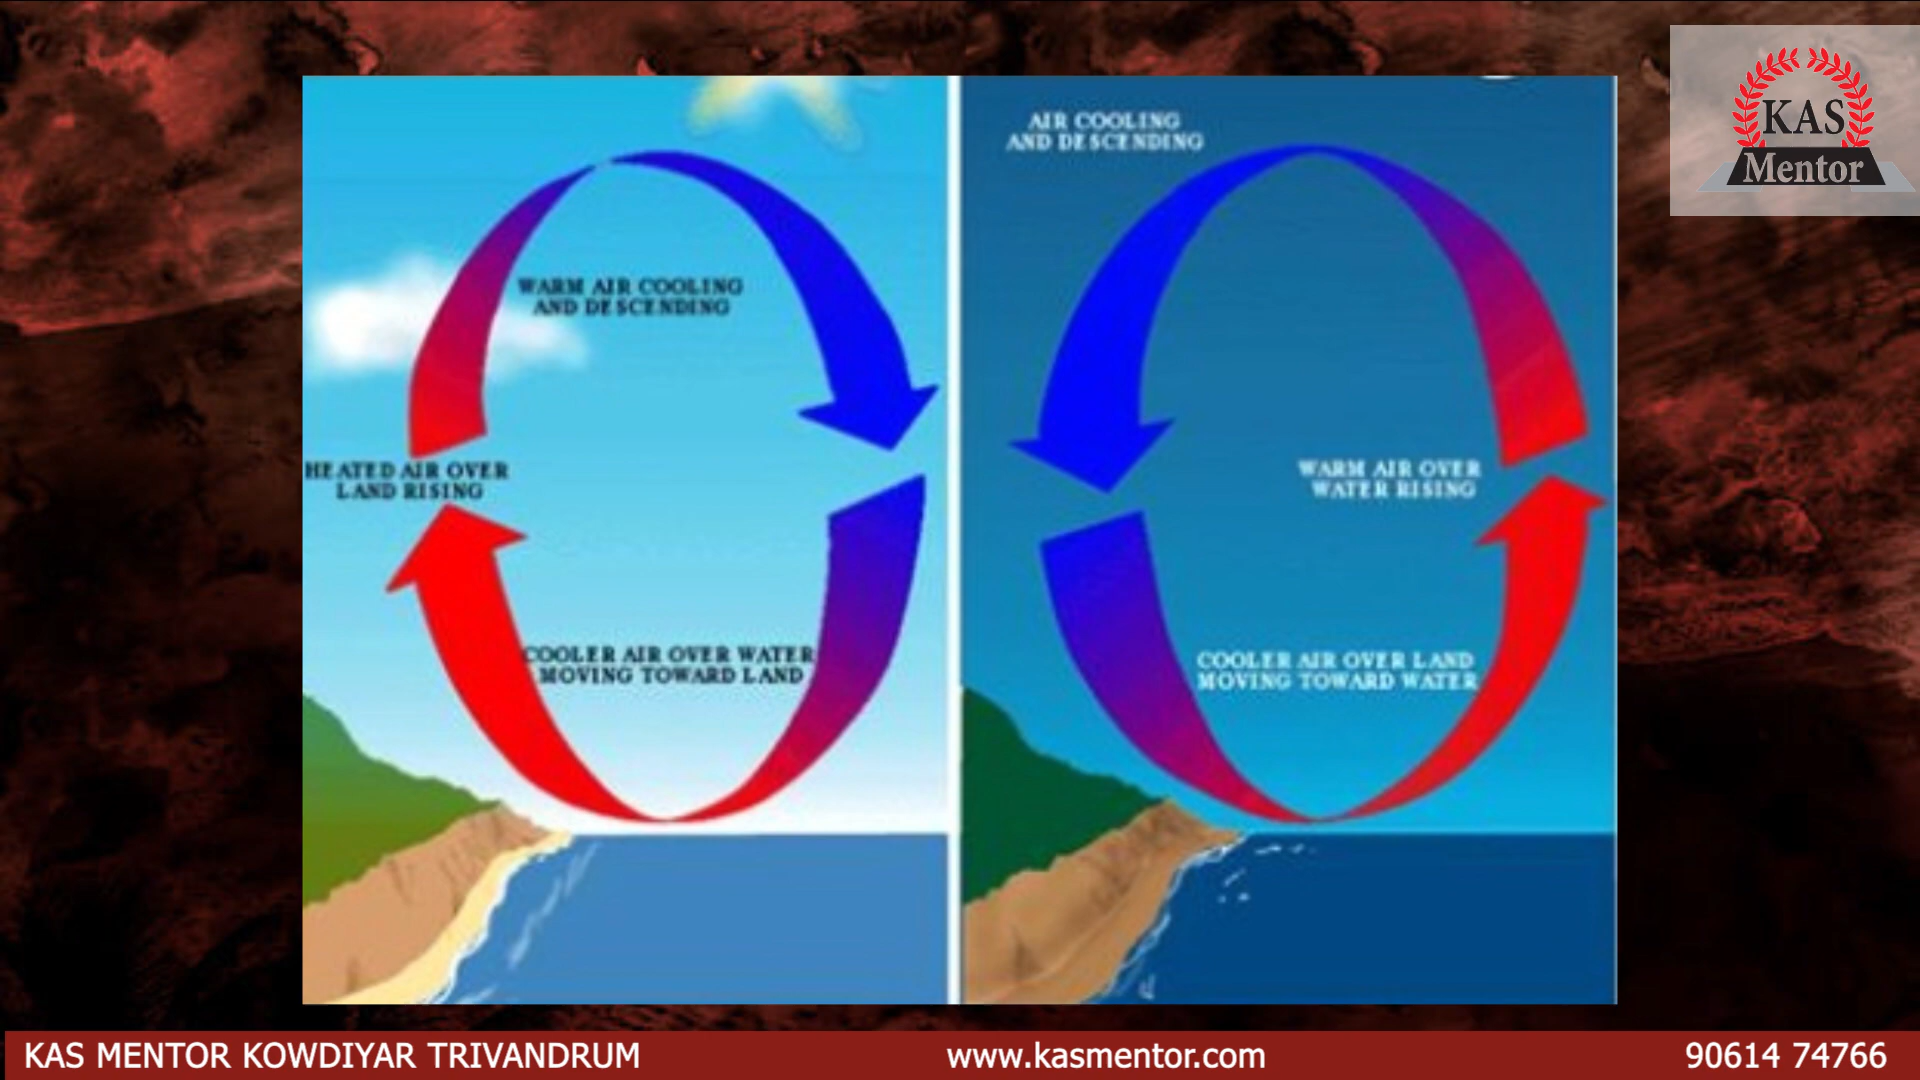 WARM AIR COOLING
AND DESCENDING
HEATED AIR OVER
LAND RISING
COOLER AIR OVER WATER
MOVING TOWARD LAND
AIR COOLING
AND DESCENDING
WARM AIR OVER
WATER RISING
COOLER AIR OVER LAND
MOVING TOWARD WATER
KAS
Mentor
KAS MENTOR KOWDIYAR TRIVANDRUM
www.kasmentor.com
90614 74766